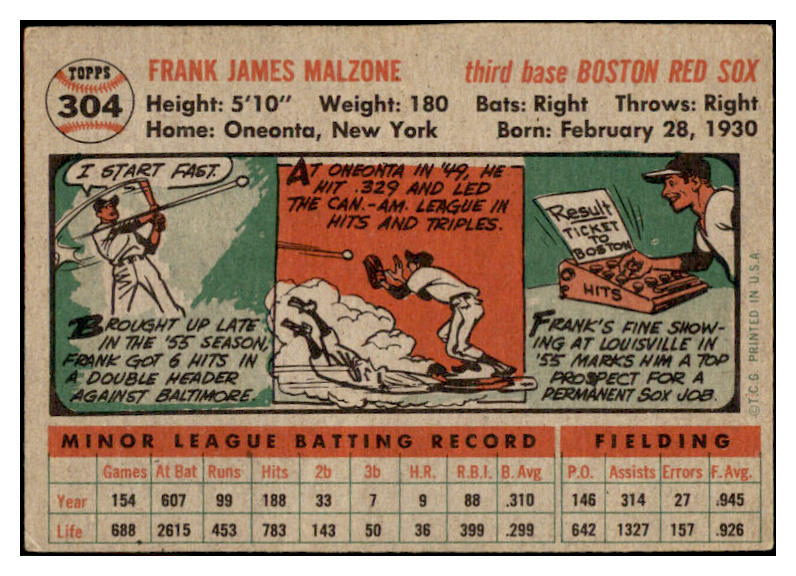 TOPPS
304
FRANK JAMES MALZONE third base BOSTON RED SOX
Height: 5'10" Weight: 180 Bats: Right Throws: Right
Home: Oneonta, New York Born: February 28, 1930
I START FAST.
BROUGHT UP LATE
IN THE '55 SEASON,
FRANK GOT 6 HITS IN
A DOUBLE HEADER
AGAINST BALTIMORE.
AT ONEONTA IN '49, HE
HIT .329 AND LED
THE CAN.-AM. LEAGUE IN
HITS AND TRIPLES.
Result
TICKET
TO
BOSTON
HITS
FRANK'S FINE SHOW-
ING AT LOUISVILLE IN
'55 MARKS HIM A TOP
PROSPECT FOR A
PERMANENT SOX JOB.
©T.C.G. PRINTED IN U.S.A.
MINOR LEAGUE BATTING RECORD FIELDING
Games At Bat Runs Hits 2b 3b H.R. R.B.I. B. Avg P.O. Assists Errors F. Avg.
Year 154 607 99 188 33 7 9 88 .310 146 314 27 .945
Life 688 2615 453 783 143 50 36 399 .299 642 1327 157 .926